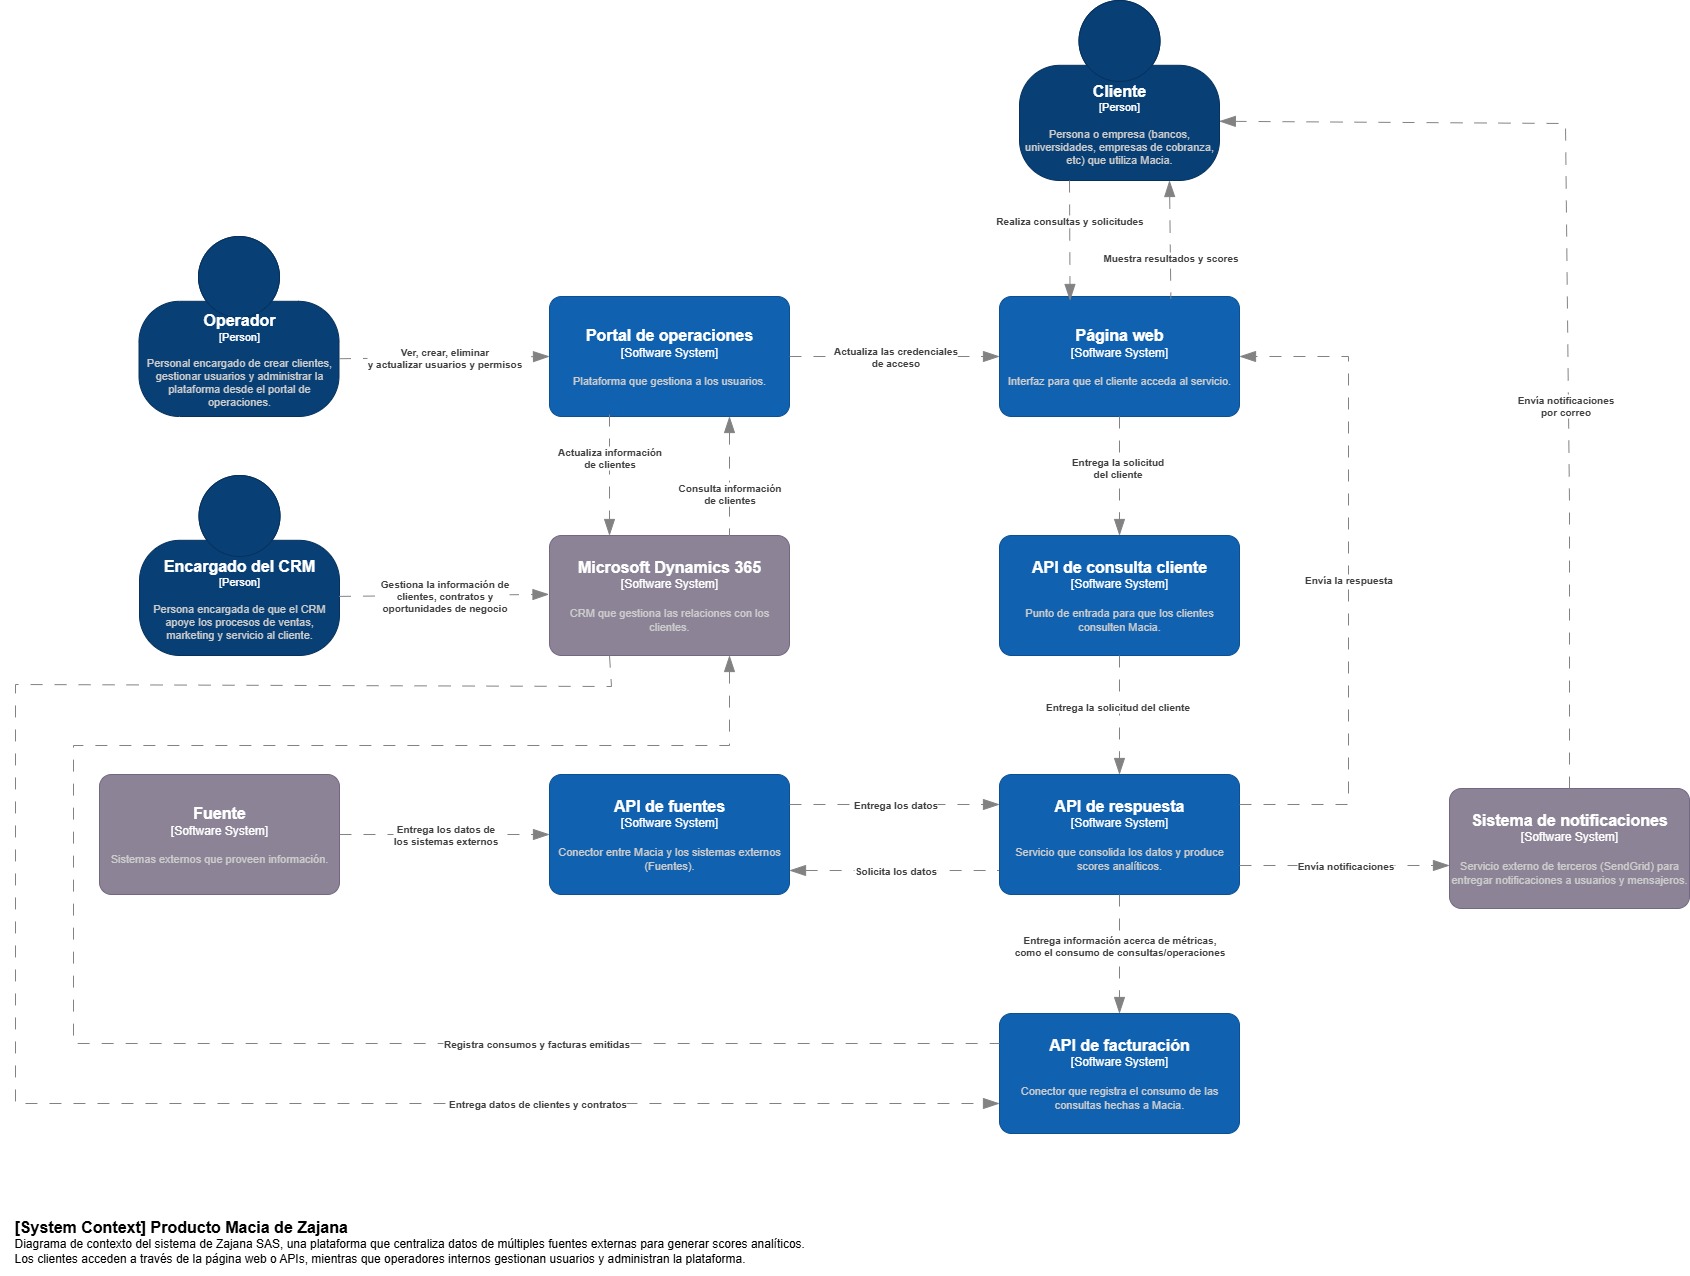 Cliente
[Person]
Persona o empresa (bancos,
universidades, empresas de cobranza,
etc) que utiliza Macia.
Realiza consultas y solicitudes
Muestra resultados y scores
Operador
[Person]
Personal encargado de crear clientes,
gestionar usuarios y administrar la
plataforma desde el portal de
operaciones.
Ver, crear, eliminar
y actualizar usuarios y permisos
Portal de operaciones
[Software System]
Plataforma que gestiona a los usuarios.
Actualiza las credenciales
de acceso
Página web
[Software System]
Interfaz para que el cliente acceda al servicio.
Envía notificaciones
por correo
Actualiza información
de clientes
Consulta información
de clientes
Entrega la solicitud
del cliente
Encargado del CRM
[Person]
Persona encargada de que el CRM
apoye los procesos de ventas,
marketing y servicio al cliente.
Gestiona la información de
clientes, contratos y
oportunidades de negocio
Microsoft Dynamics 365
[Software System]
CRM que gestiona las relaciones con los
clientes.
API de consulta cliente
[Software System]
Punto de entrada para que los clientes
consulten Macia.
Envía la respuesta
Entrega la solicitud del cliente
Fuente
[Software System]
Sistemas externos que proveen información.
Entrega los datos de
los sistemas externos
API de fuentes
[Software System]
Conector entre Macia y los sistemas externos
(Fuentes).
Entrega los datos
Solicita los datos
API de respuesta
[Software System]
Servicio que consolida los datos y produce
scores analíticos.
Envía notificaciones
Sistema de notificaciones
[Software System]
Servicio externo de terceros (SendGrid) para
entregar notificaciones a usuarios y mensajeros.
Entrega información acerca de métricas,
como el consumo de consultas/operaciones
Registra consumos y facturas emitidas
API de facturación
[Software System]
Conector que registra el consumo de las
consultas hechas a Macia.
Entrega datos de clientes y contratos
[System Context] Producto Macia de Zajana
Diagrama de contexto del sistema de Zajana SAS, una plataforma que centraliza datos de múltiples fuentes externas para generar scores analíticos.
Los clientes acceden a través de la página web o APIs, mientras que operadores internos gestionan usuarios y administran la plataforma.